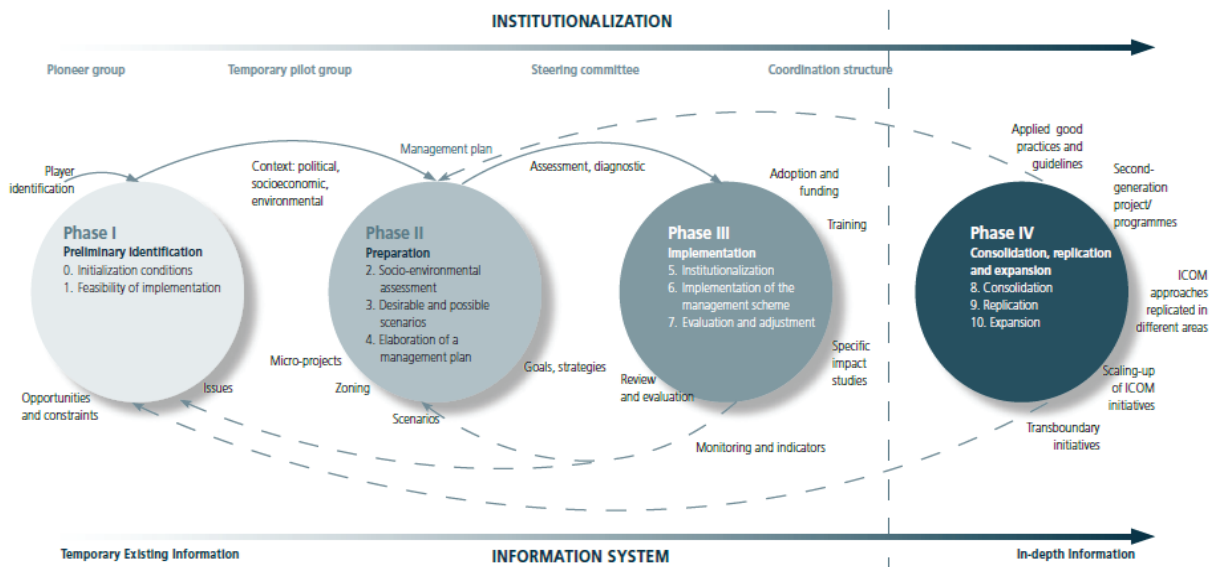 INSTITUTIONALIZATION
Pioneer group
Temporary pilot group
Steering committee
Coordination structure
Player
identification
Context: political,
socioeconomic,
environmental
Management plan
Assessment, diagnostic
Adoption and
funding
Training
Applied good
practices and
guidelines
Second-
generation
project/
programmes
Phase I
Preliminary Identification
0. Initialization conditions
1. Feasibility of implementation
Phase II
Preparation
2. Socio-environmental
assessment
3. Desirable and possible
scenarios
4. Elaboration of a
management plan
Phase III
Implementation
5. Institutionalization
6. Implementation of the
management scheme
7. Evaluation and adjustment
Phase IV
Consolidation, replication
and expansion
8. Consolidation
9. Replication
10. Expansion
ICOM
approaches
replicated in
different areas
Opportunities
and constraints
Issues
Micro-projects
Zoning
Scenarios
Goals, strategies
Review
and evaluation
Specific
impact
studies
Monitoring and indicators
Scaling-up
of ICOM
initiatives
Transboundary
initiatives
Temporary Existing Information
INFORMATION SYSTEM
In-depth Information